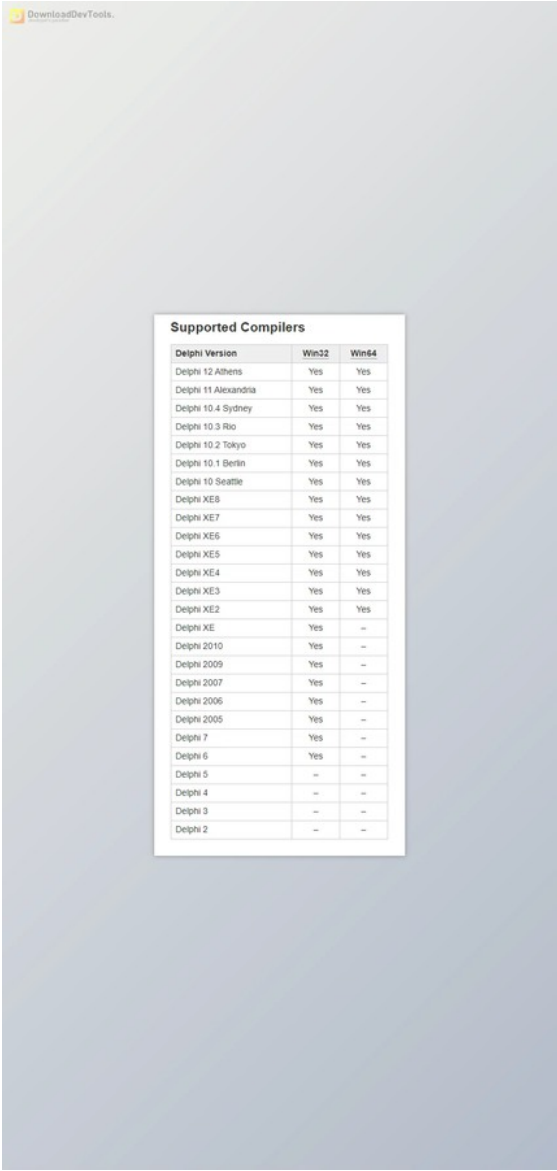 DownloadDevTools.
Supported Compilers
Delphi Version Win32 Win64
Delphi 12 Athens Yes Yes
Delphi 11 Alexandria Yes Yes
Delphi 10.4 Sydney Yes Yes
Delphi 10.3 Rio Yes Yes
Delphi 10.2 Tokyo Yes Yes
Delphi 10.1 Berlin Yes Yes
Delphi 10 Seattle Yes Yes
Delphi XE8 Yes Yes
Delphi XE7 Yes Yes
Delphi XE6 Yes Yes
Delphi XE5 Yes Yes
Delphi XE4 Yes Yes
Delphi XE3 Yes Yes
Delphi XE2 Yes Yes
Delphi XE Yes –
Delphi 2010 Yes –
Delphi 2009 Yes –
Delphi 2007 Yes –
Delphi 2006 Yes –
Delphi 2005 Yes –
Delphi 7 Yes –
Delphi 6 Yes –
Delphi 5 – –
Delphi 4 – –
Delphi 3 – –
Delphi 2 – –